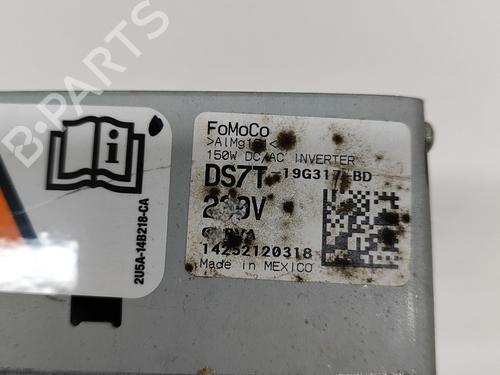 B-PARTS
2U5A-14B218-CA
FoMoCo
150W DC/AC INVERTER
DS7T-19G317-BD
14252120318
Made in MEXICO